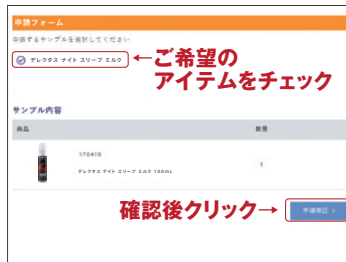 申請フォーム
申請するサンプルを選択してください
デレクタス ナイト スリープ ミルク
←ご希望の
アイテムをチェック
サンプル内容
商品 数量
170410
デレクタス ナイト スリープ ミルク 100mL
1
確認後クリック→
申請確認 >